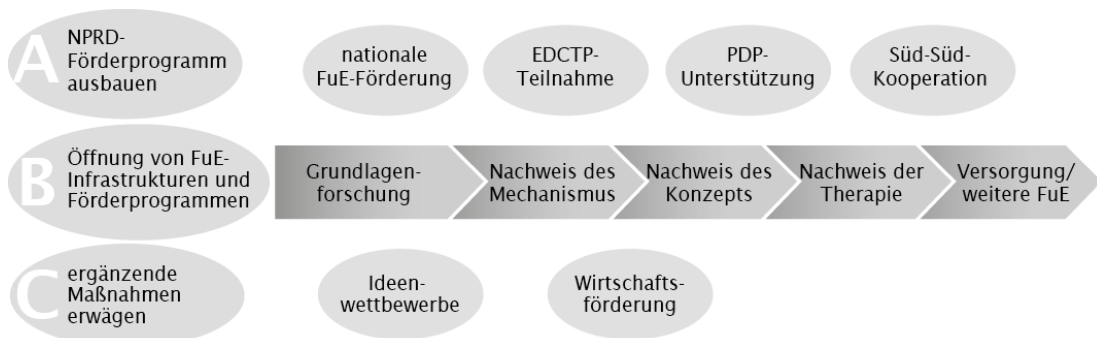 A
NPRD-
Förderprogramm
ausbauen
nationale
FuE-Förderung
EDCTP-
Teilnahme
PDP-
Unterstützung
Süd-Süd-
Kooperation
B
Öffnung von FuE-
Infrastrukturen und
Förderprogrammen
Grundlagen-
forschung
Nachweis des
Mechanismus
Nachweis des
Konzepts
Nachweis der
Therapie
Versorgung/
weitere FuE
C
ergänzende
Maßnahmen
erwägen
Ideen-
wettbewerbe
Wirtschafts-
förderung